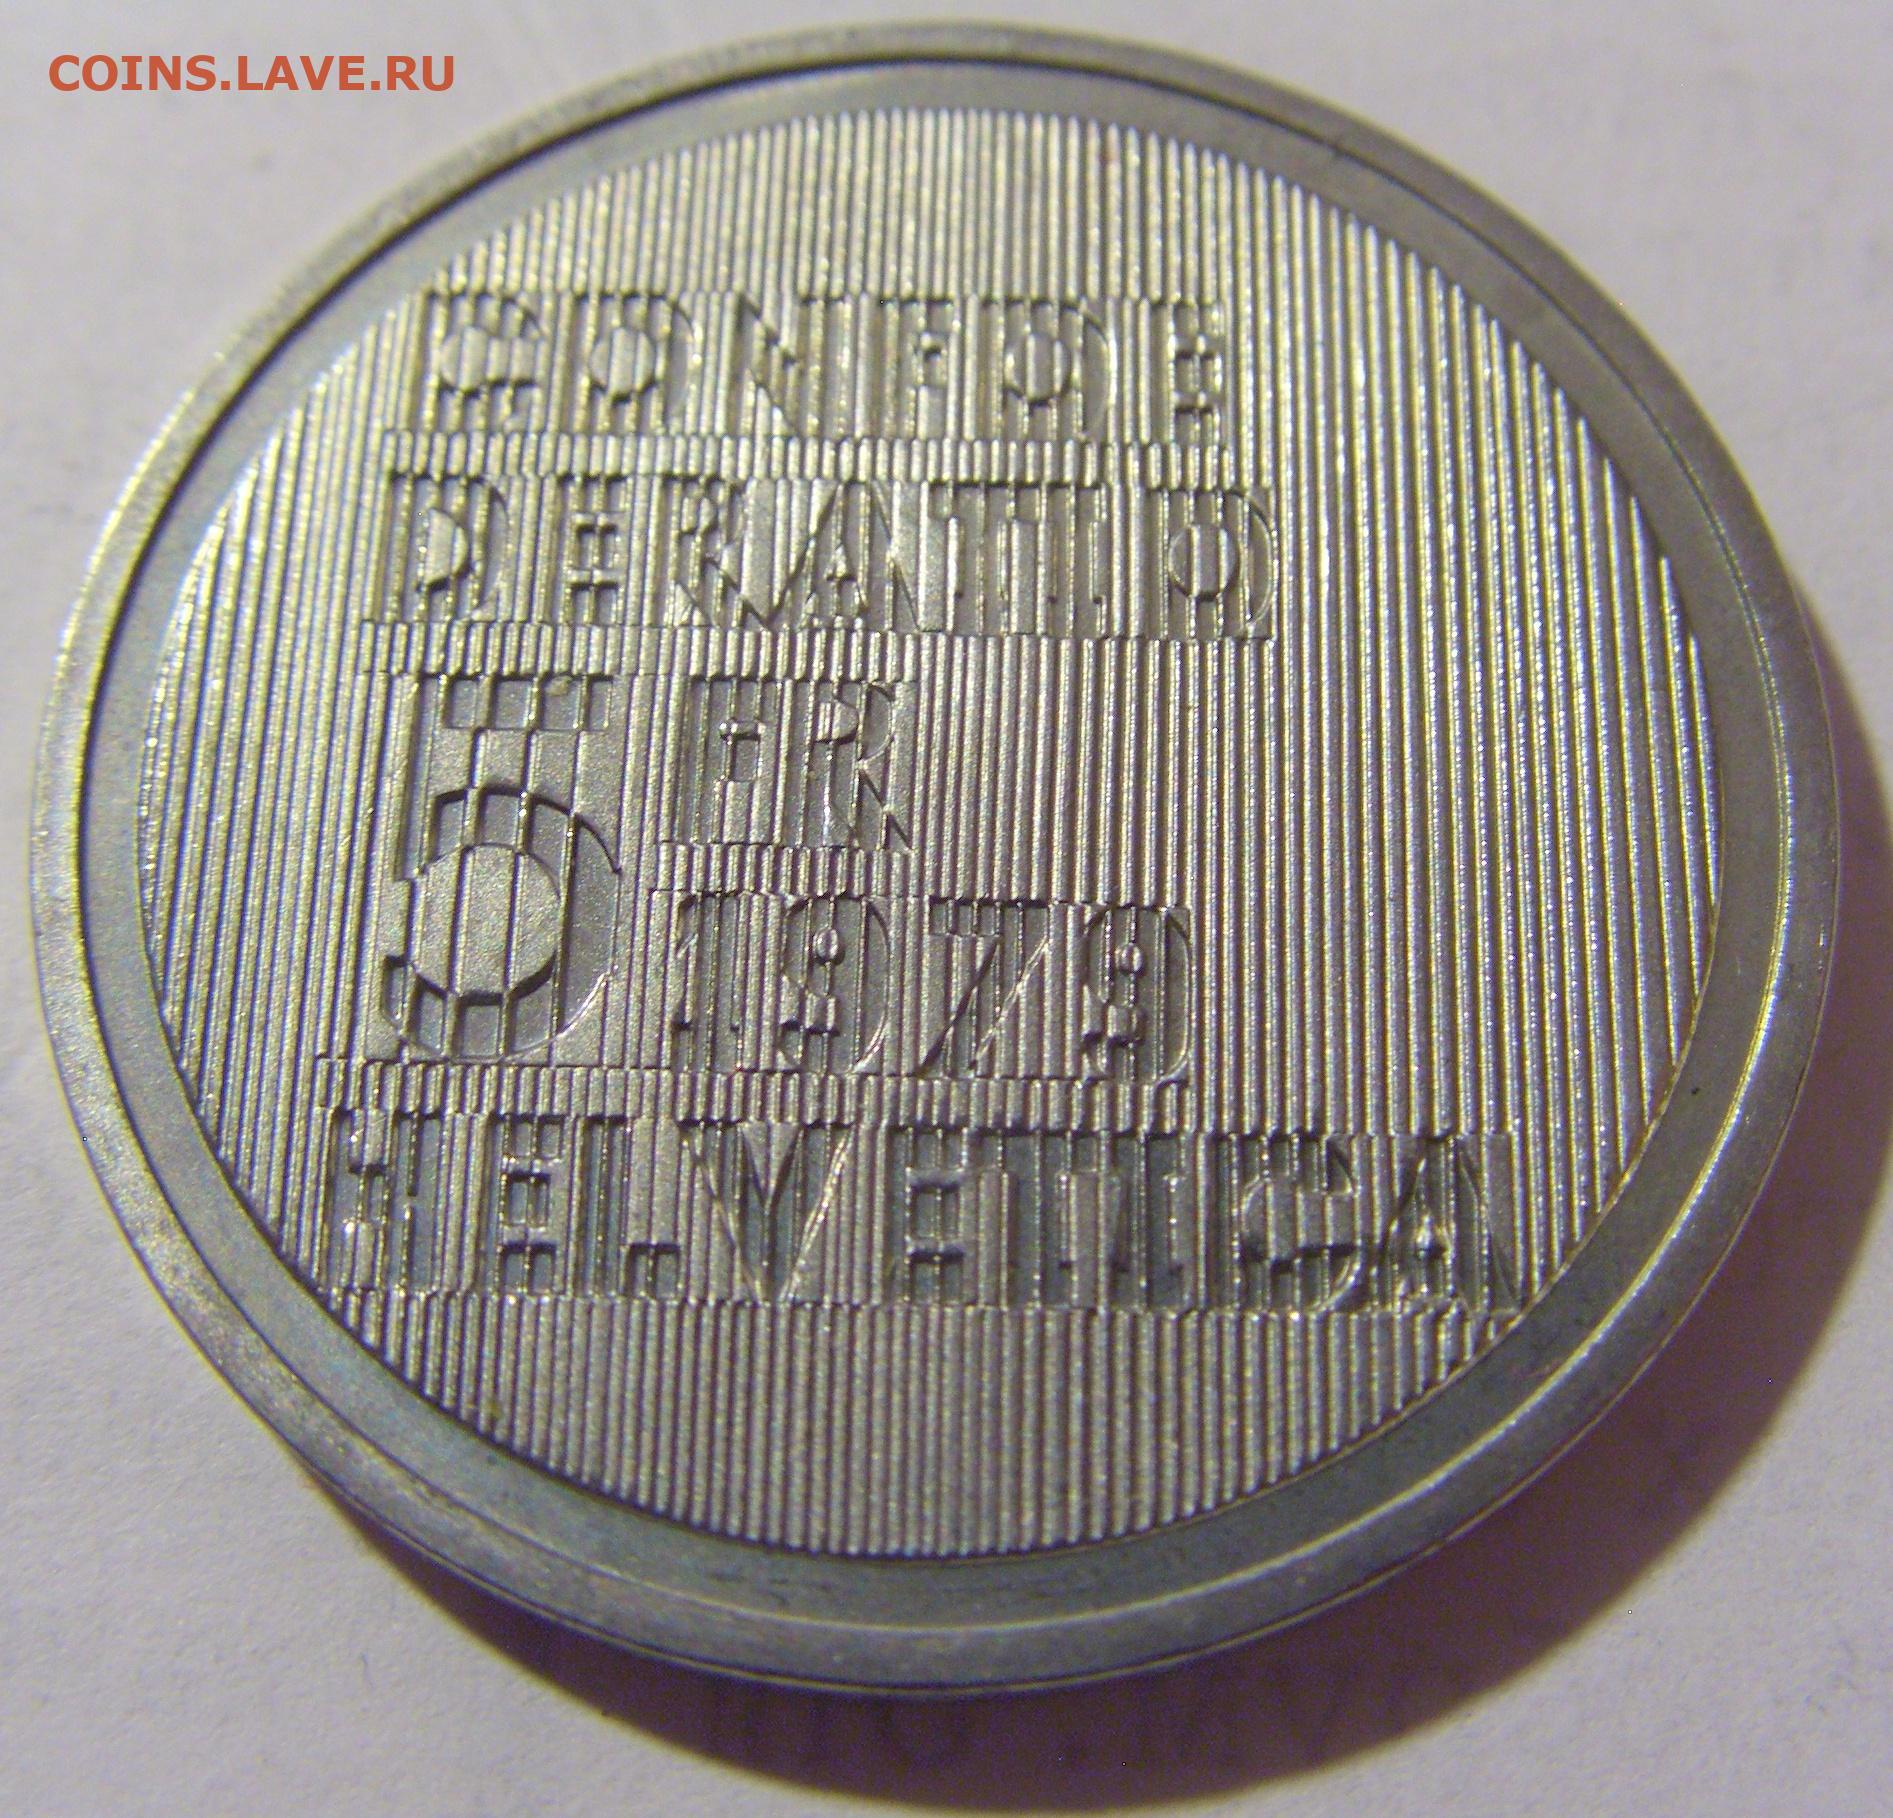 COINS.LAVE.RU
CONFOE
DERATIO
5 FR
1979
HELVETICA